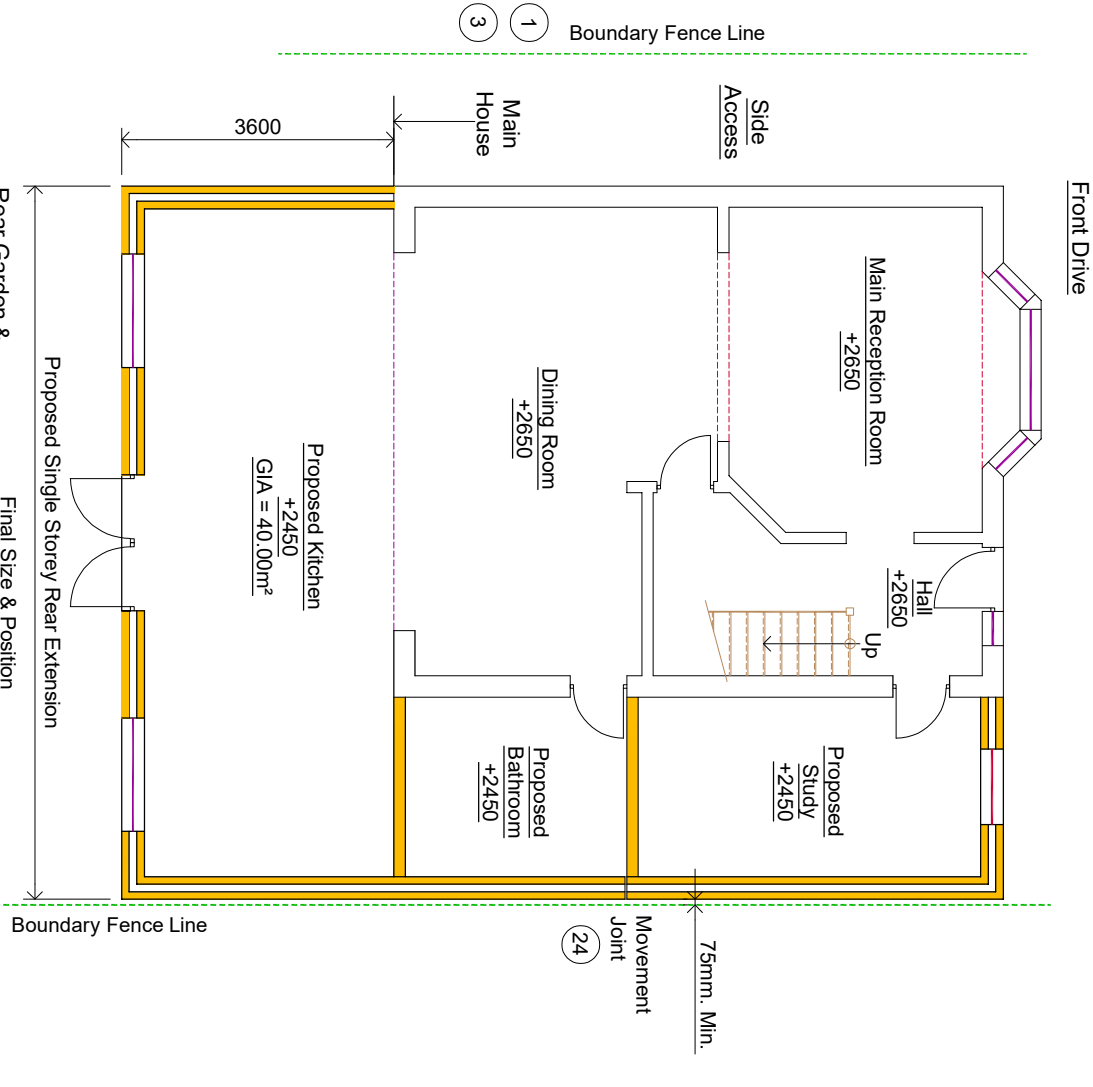 3
1
Boundary Fence Line
Front Drive
Side
Access
Main
House
3600
Main Reception Room
+2650
Dining Room
+2650
Hall
+2650
Up
Proposed Kitchen
+2450
GIA = 40.00m²
Proposed
Bathroom
+2450
Proposed
Study
+2450
Proposed Single Storey Rear Extension
Rear Garden &
Final Size & Position
Boundary Fence Line
Movement
Joint
24
75mm. Min.